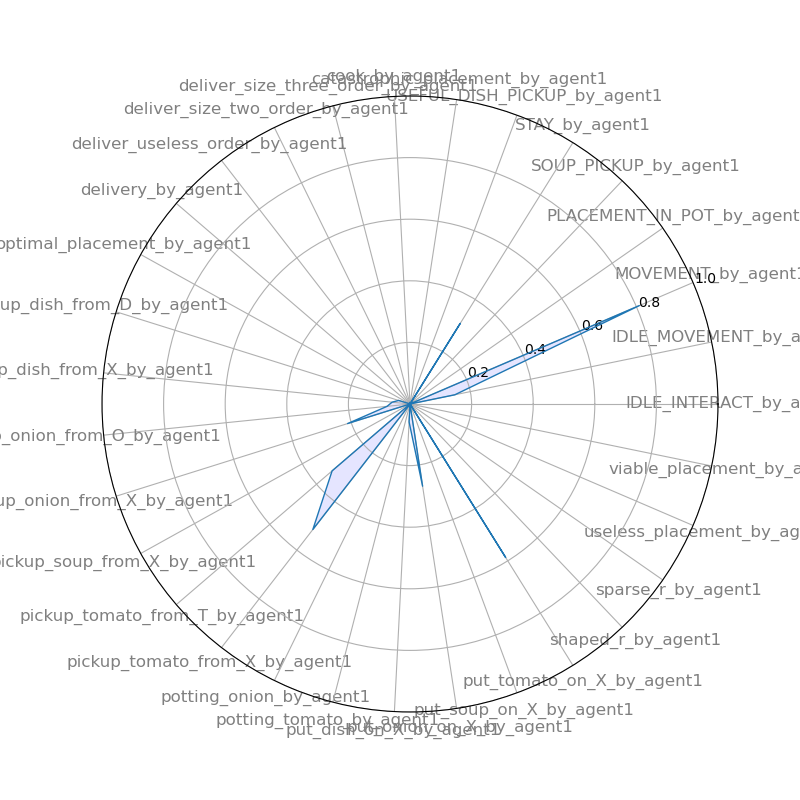 cook_by_agent1
catastrophic_placement_by_agent1
deliver_size_three_order_by_agent1
USEFUL_DISH_PICKUP_by_agent1
deliver_size_two_order_by_agent1
STAY_by_agent1
deliver_useless_order_by_agent1
SOUP_PICKUP_by_agent1
delivery_by_agent1
PLACEMENT_IN_POT_by_agent
optimal_placement_by_agent1
MOVEMENT_by_agent1
1.0
0.8
up_dish_from_D_by_agent1
0.6
IDLE_MOVEMENT_by_a
0.4
p_dish_from_X_by_agent1
0.2
IDLE_INTERACT_by_a
o_onion_from_O_by_agent1
viable_placement_by_a
up_onion_from_X_by_agent1
useless_placement_by_ag
pickup_soup_from_X_by_agent1
sparse_r_by_agent1
pickup_tomato_from_T_by_agent1
shaped_r_by_agent1
pickup_tomato_from_X_by_agent1
put_tomato_on_X_by_agent1
potting_onion_by_agent1
put_soup_on_X_by_agent1
potting_tomato_by_agent1
put_onion_on_X_by_agent1
put_dish_on_X_by_agent1